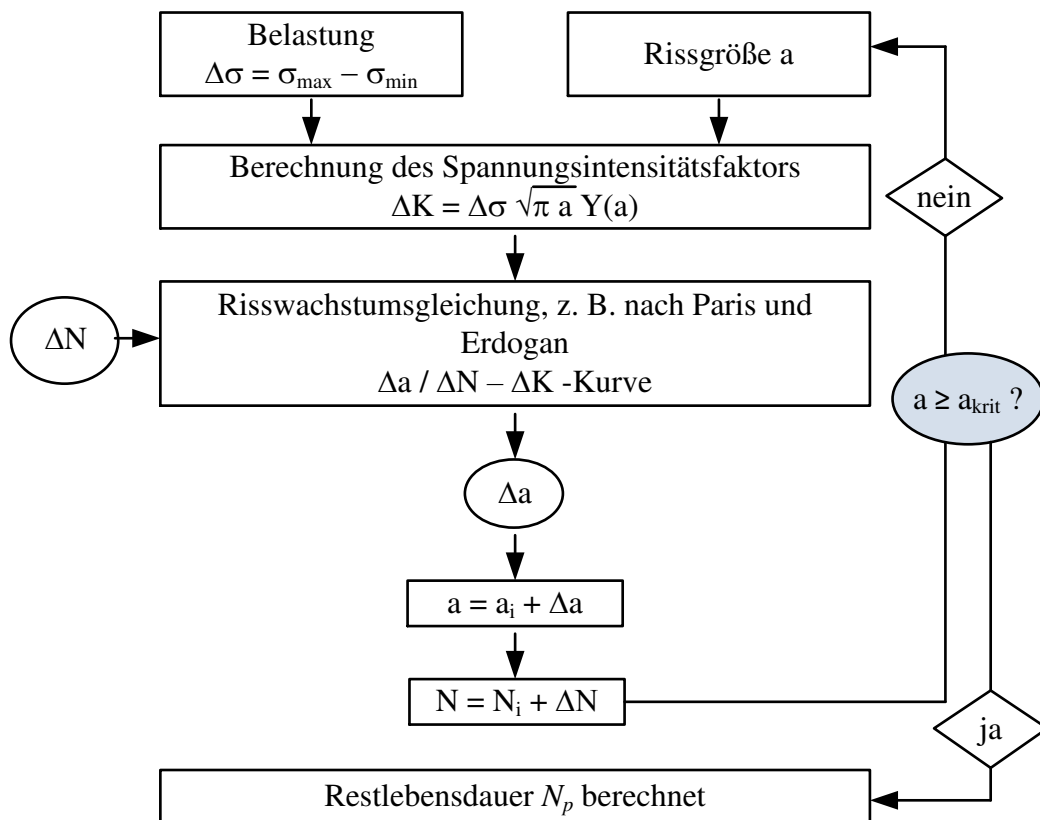 Belastung
Δσ = σmax – σmin
Rissgröße a
Berechnung des Spannungsintensitätsfaktors
ΔK = Δσ √π a Y(a)
nein
Risswachstumsgleichung, z. B. nach Paris und
Erdogan
Δa / ΔN – ΔK -Kurve
ΔN
a ≥ akrit ?
Δa
a = ai + Δa
N = Ni + ΔN
ja
Restlebensdauer Np berechnet